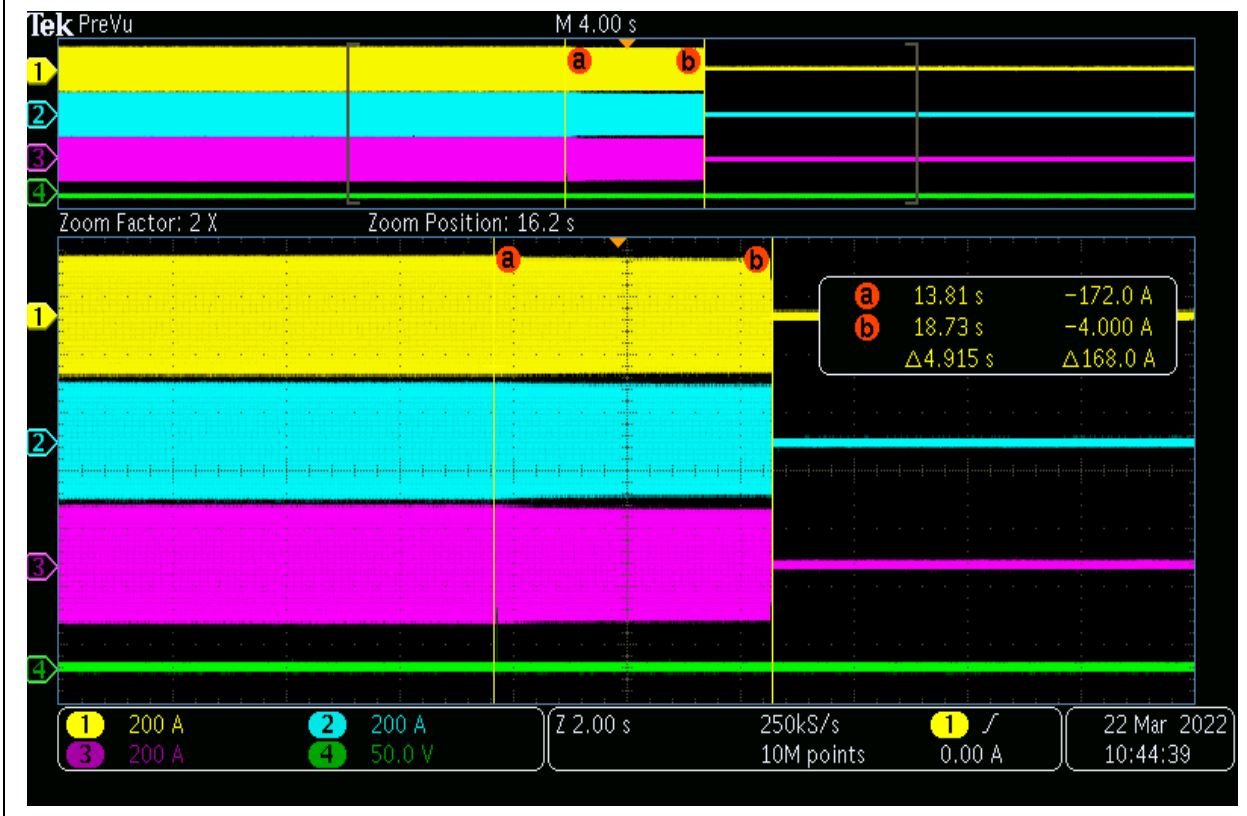 Tek PreVu M 4.00 s
a b
1
2
3
4
Zoom Factor: 2 X Zoom Position: 16.2 s
a b
1
a 13.81 s −172.0 A
b 18.73 s −4.000 A
△4.915 s △168.0 A
2
3
4
1 200 A 2 200 A Z 2.00 s 250kS/s 1 22 Mar 2022
3 200 A 4 50.0 V 10M points 0.00 A 10:44:39